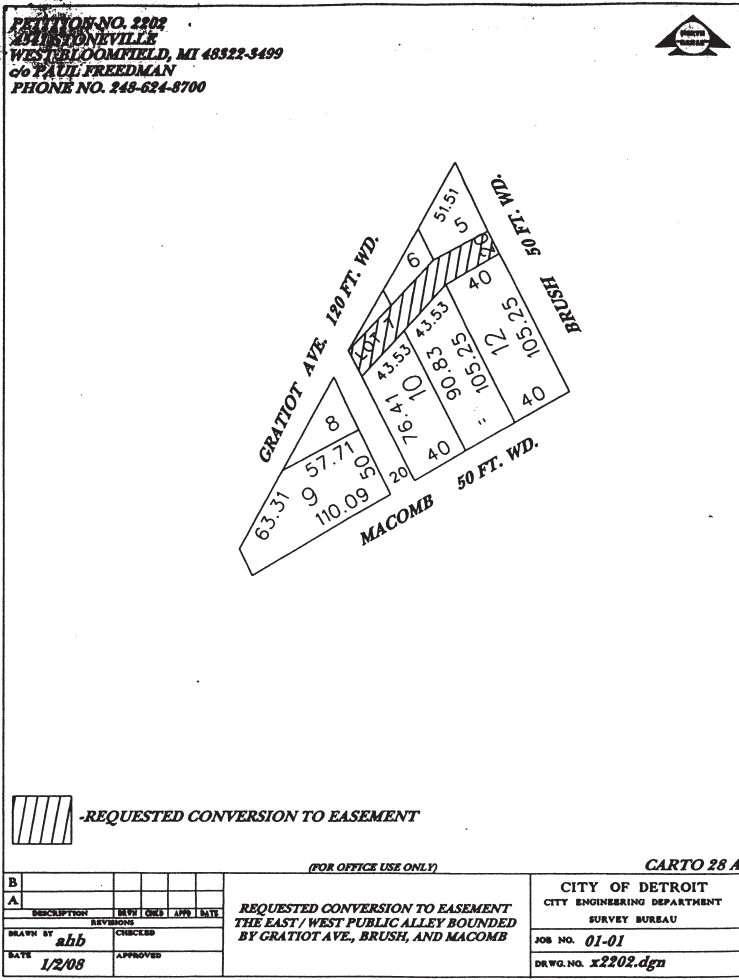 PETITION NO. 2202
4321 STONEVILLE
WEST BLOOMFIELD, MI 48322-3499
c/o PAUL FREEDMAN
PHONE NO. 248-624-8700
NORTH
GRATIOT AVE. 120 FT. WD.
BRUSH 50 FT. WD.
MACOMB 50 FT. WD.
51.51
5
6
20
LOT 7
40
43.53
43.53
12
105.25
105.25
90.83
10
76.41
"
40
40
20
8
57.71
50
9
63.31
110.09
-REQUESTED CONVERSION TO EASEMENT
(FOR OFFICE USE ONLY)
CARTO 28 A
B
A
DESCRIPTION DRWN CHKD APPD DATE
REVISIONS
DRAWN BY ahb
CHECKED
DATE 1/2/08
APPROVED
REQUESTED CONVERSION TO EASEMENT
THE EAST / WEST PUBLIC ALLEY BOUNDED
BY GRATIOT AVE., BRUSH, AND MACOMB
CITY OF DETROIT
CITY ENGINEERING DEPARTMENT
SURVEY BUREAU
JOB NO. 01-01
DRWG. NO. x2202.dgn